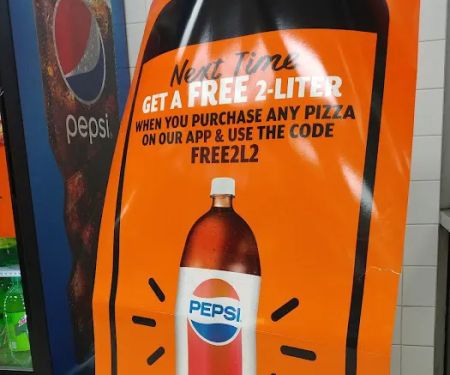 pepsi
Next Time
GET A FREE 2-LITER
WHEN YOU PURCHASE ANY PIZZA
ON OUR APP & USE THE CODE
FREE2L2
PEPSI